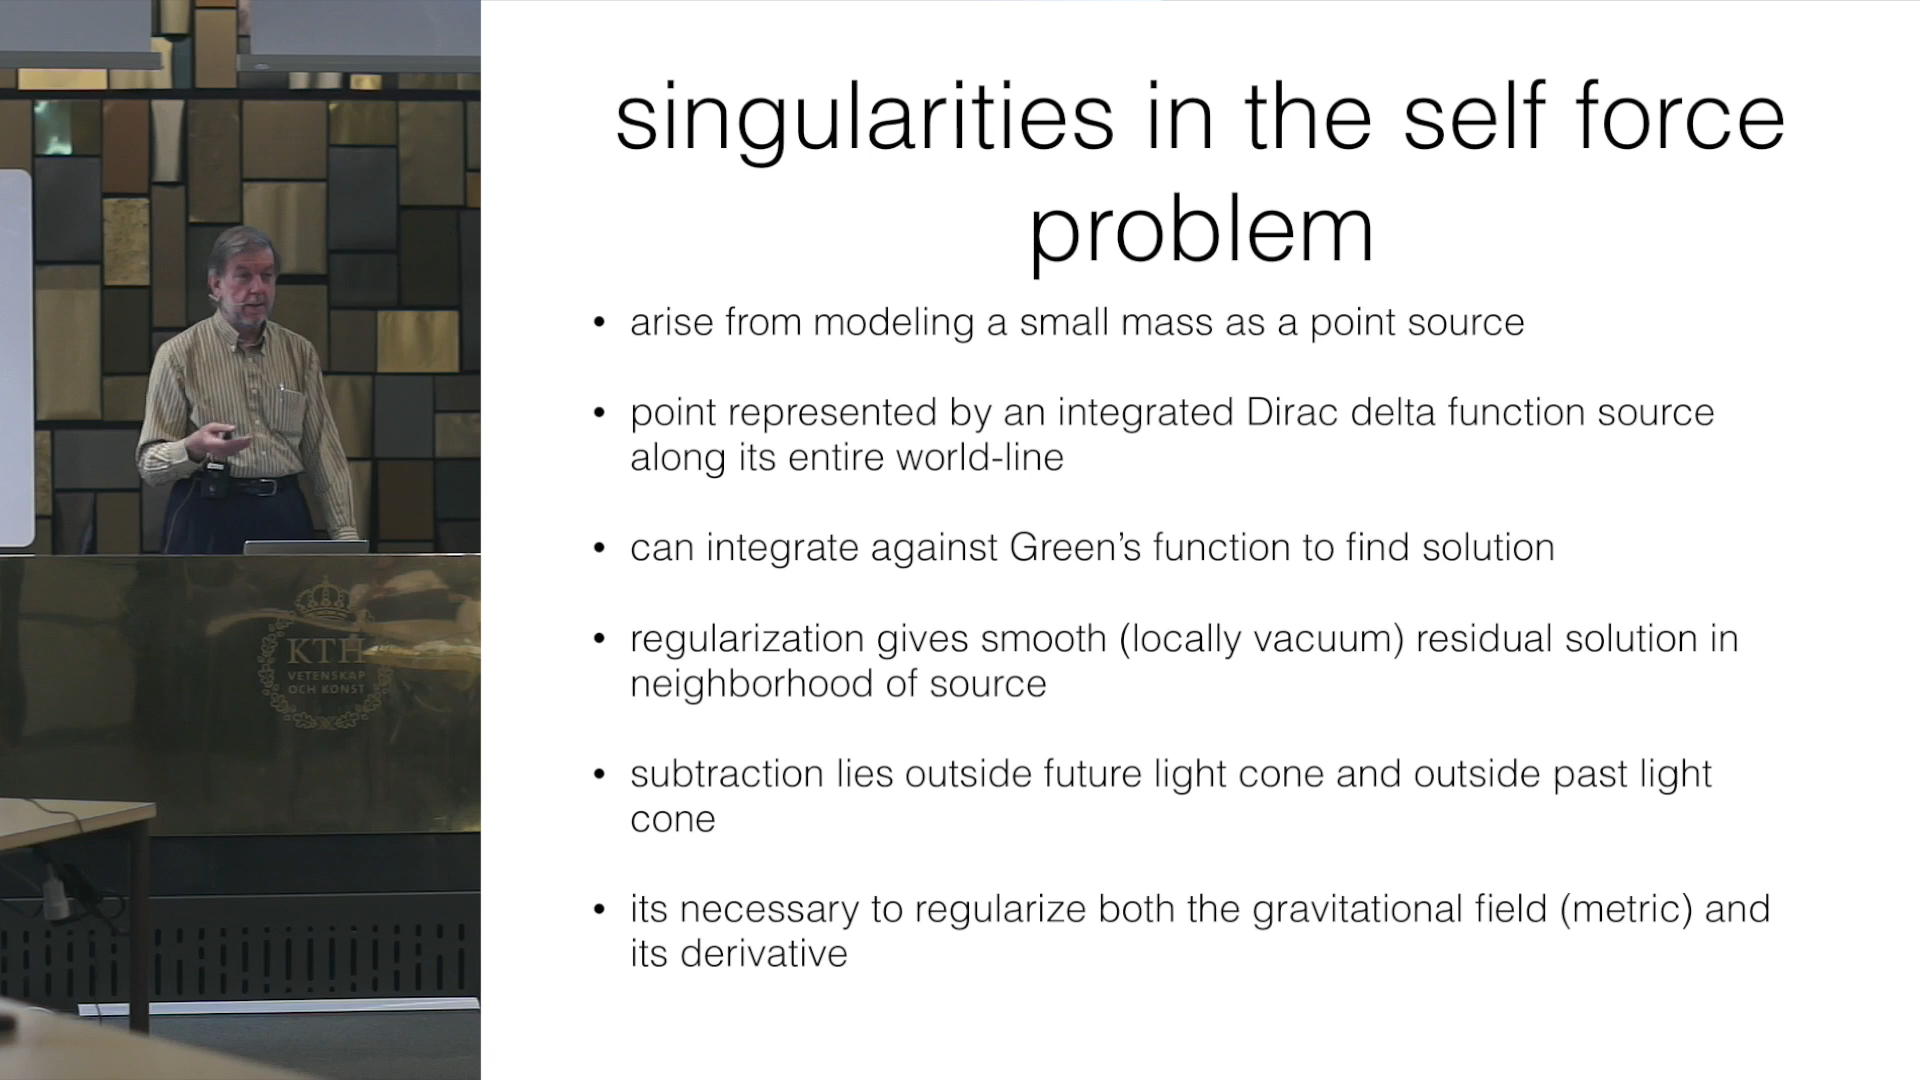 singularities in the self force
problem
• arise from modeling a small mass as a point source
• point represented by an integrated Dirac delta function source
along its entire world-line
• can integrate against Green’s function to find solution
• regularization gives smooth (locally vacuum) residual solution in
neighborhood of source
• subtraction lies outside future light cone and outside past light
cone
• its necessary to regularize both the gravitational field (metric) and
its derivative
KTH
VETENSKAP
OCH KONST